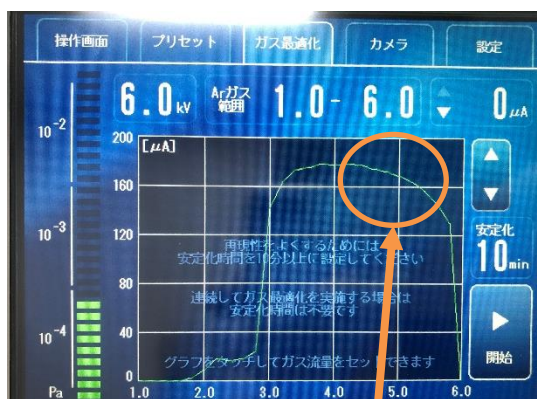 操作画面
プリセット
ガス最適化
カメラ
設定
6.0 kV
Arガス範囲
1.0 - 6.0
0 μA
10-2
10-3
10-4
Pa
[μA]
200
160
120
80
40
0
1.0 2.0 3.0 4.0 5.0 6.0
再現性をよくするためには
安定化時間を10分以上に設定してください
連続してガス最適化を実施する場合は
安定化時間は不要です
グラフをタッチしてガス流量をセットできます
安定化
10min
開始